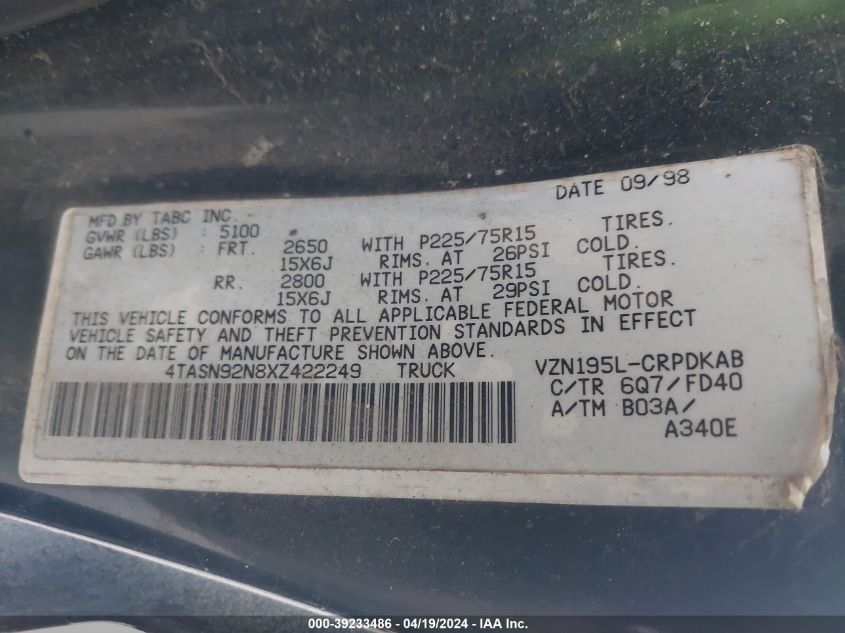 DATE 09/98
MFD BY TABC INC.
GVWR (LBS) : 5100
GAWR (LBS) : FRT. 2650 WITH P225/75R15 TIRES.
15X6J RIMS. AT 26PSI COLD.
RR. 2800 WITH P225/75R15 TIRES.
15X6J RIMS. AT 29PSI COLD.
THIS VEHICLE CONFORMS TO ALL APPLICABLE FEDERAL MOTOR
VEHICLE SAFETY AND THEFT PREVENTION STANDARDS IN EFFECT
ON THE DATE OF MANUFACTURE SHOWN ABOVE.
4TASN92N8XZ422249 TRUCK VZN195L-CRPDKAB
C/TR 6Q7/FD40
A/TM B03A/
A340E
000-39233486 - 04/19/2024 - IAA Inc.